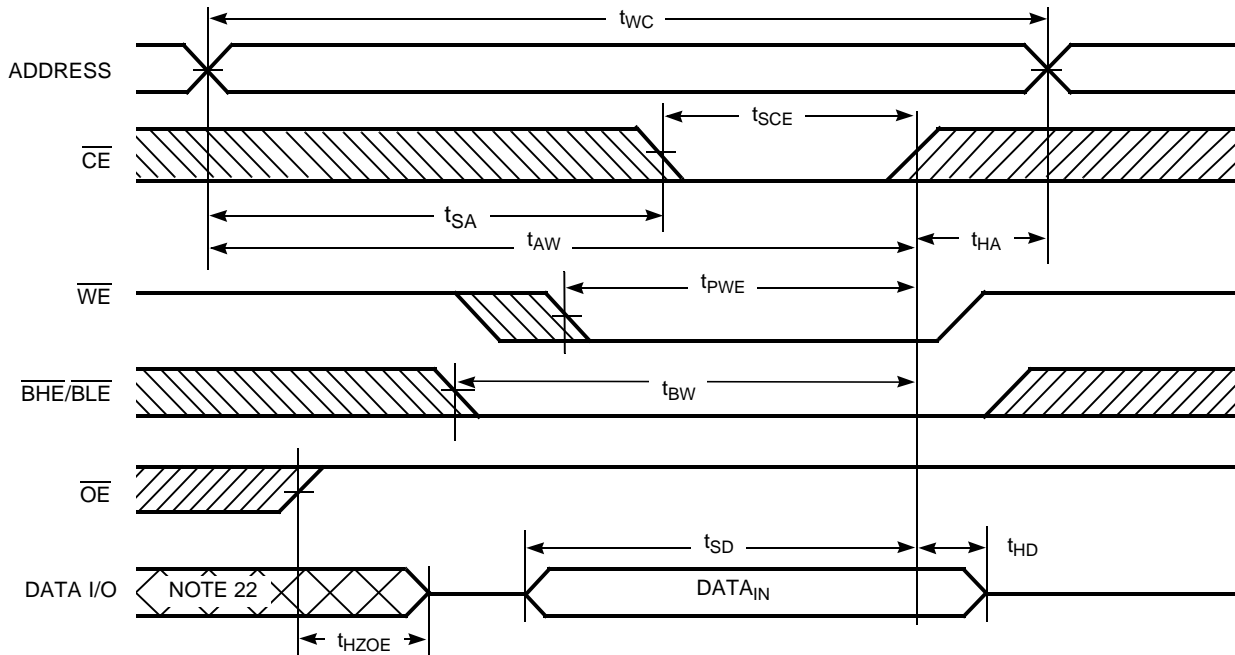 tWC
ADDRESS
tSCE
CE
tSA
tAW
tHA
WE
tPWE
BHE/BLE
tBW
OE
tSD
tHD
DATA I/O
NOTE 22
DATAIN
tHZOE